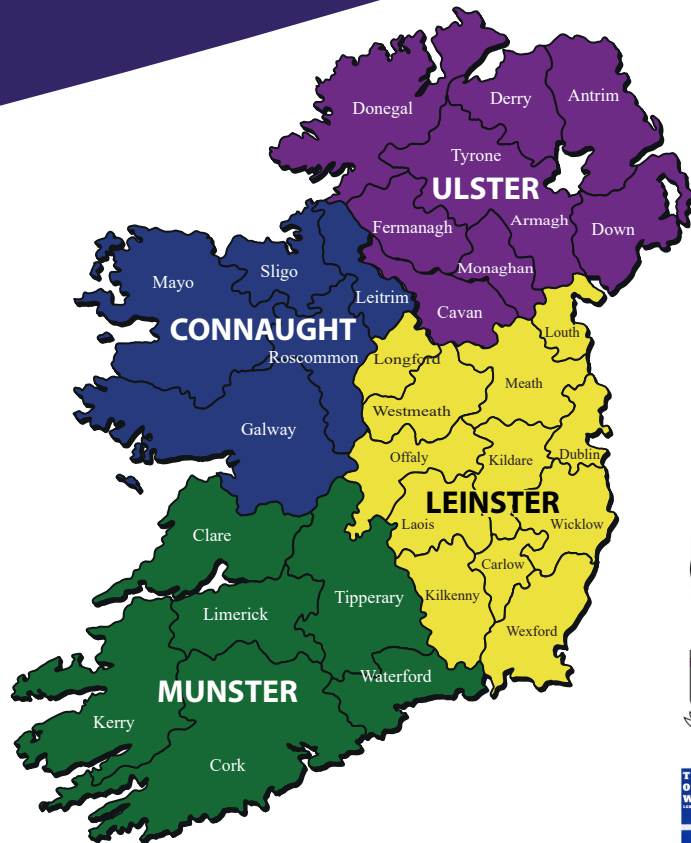 Donegal
Derry
Antrim
Tyrone
ULSTER
Fermanagh
Armagh
Down
Monaghan
Cavan
Mayo
Sligo
Leitrim
CONNAUGHT
Roscommon
Galway
Louth
Longford
Meath
Westmeath
Offaly
Kildare
Dublin
LEINSTER
Laois
Wicklow
Carlow
Kilkenny
Wexford
Clare
Tipperary
Limerick
Waterford
MUNSTER
Kerry
Cork
T
O
W